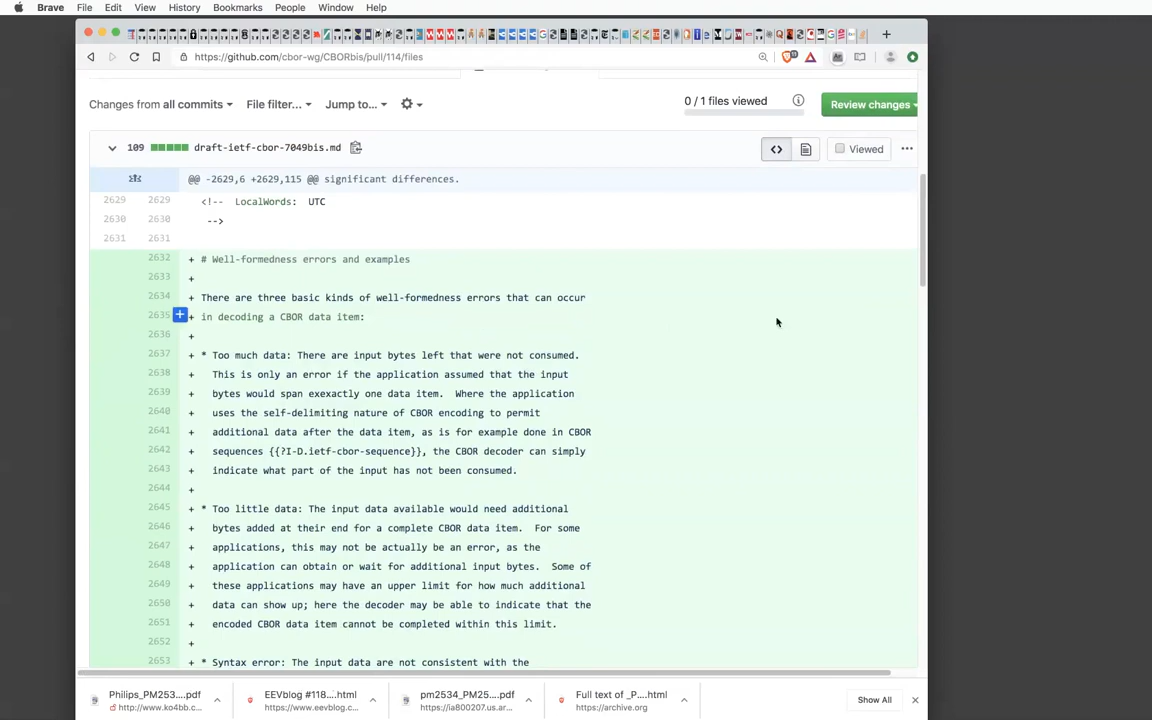 Brave File Edit View History Bookmarks People Window Help
https://github.com/cbor-wg/CBORbis/pull/114/files
Changes from all commits File filter... Jump to... 0 / 1 files viewed Review changes
109 draft-ietf-cbor-7049bis.md Viewed
@@ -2629,6 +2629,115 @@ significant differences.
2629 2629 <!--  LocalWords:  UTC
2630 2630 -->
2631 2631
2632 + # Well-formedness errors and examples
2633 +
2634 + There are three basic kinds of well-formedness errors that can occur
2635 + in decoding a CBOR data item:
2636 +
2637 + * Too much data: There are input bytes left that were not consumed.
2638 + This is only an error if the application assumed that the input
2639 + bytes would span exexactly one data item.  Where the application
2640 + uses the self-delimiting nature of CBOR encoding to permit
2641 + additional data after the data item, as is for example done in CBOR
2642 + sequences {{?I-D.ietf-cbor-sequence}}, the CBOR decoder can simply
2643 + indicate what part of the input has not been consumed.
2644 +
2645 + * Too little data: The input data available would need additional
2646 + bytes added at their end for a complete CBOR data item.  For some
2647 + applications, this may not be actually be an error, as the
2648 + application can obtain or wait for additional input bytes.  Some of
2649 + these applications may have an upper limit for how much additional
2650 + data can show up; here the decoder may be able to indicate that the
2651 + encoded CBOR data item cannot be completed within this limit.
2652 +
2653 + * Syntax error: The input data are not consistent with the
Philips_PM253....pdf EEVblog #118....html pm2534_PM25....pdf Full text of _P....html Show All
http://www.ko4bb.c... https://www.eevblog.c... https://ia800207.us.ar... https://archive.org